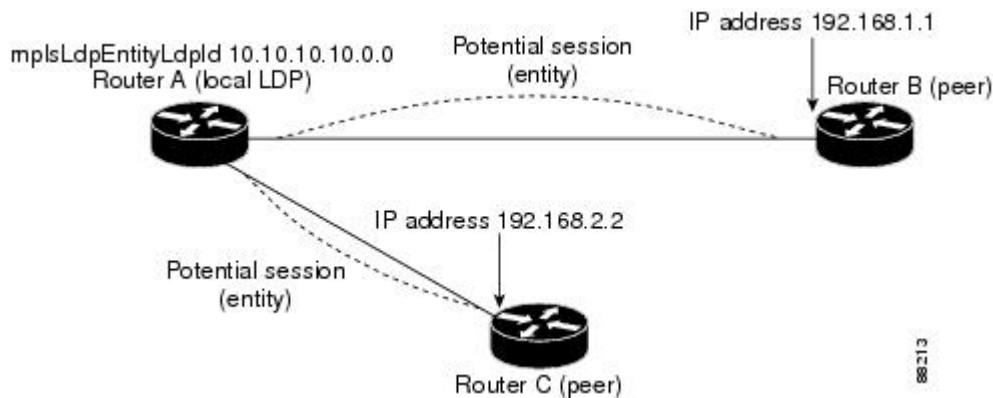 IP address 192.168.1.1
mplsLdpEntityLdpId 10.10.10.10.0.0
Router A (local LDP)
Potential session
(entity)
Router B (peer)
IP address 192.168.2.2
Potential session
(entity)
Router C (peer)
88213